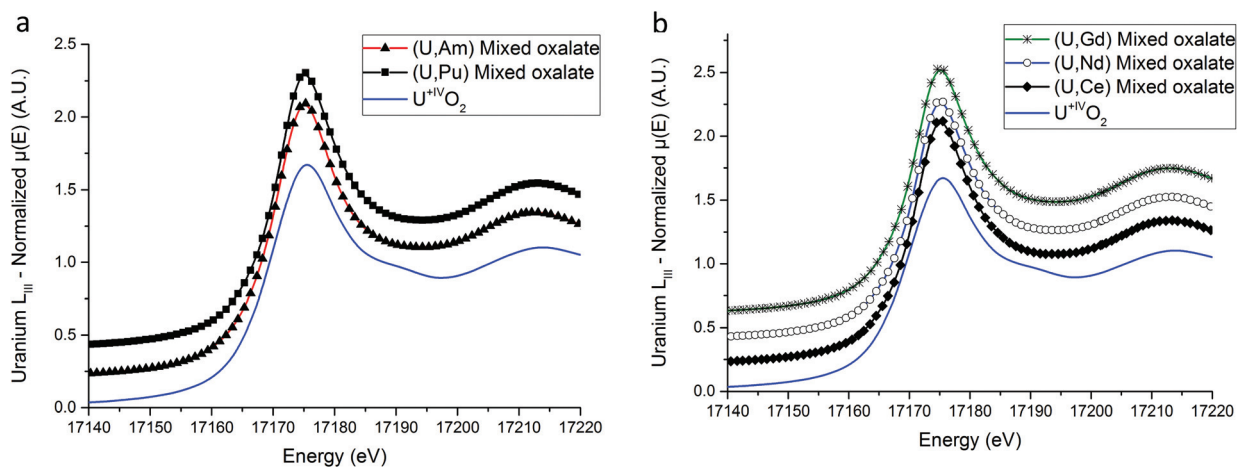 a
(U,Am) Mixed oxalate
(U,Pu) Mixed oxalate
U+IVO2
Uranium LIII - Normalized μ(E) (A.U.)
2.5
2.0
1.5
1.0
0.5
0.0
17140 17150 17160 17170 17180 17190 17200 17210 17220
Energy (eV)
b
(U,Gd) Mixed oxalate
(U,Nd) Mixed oxalate
(U,Ce) Mixed oxalate
U+IVO2
Uranium LIII - Normalized μ(E) (A.U.)
2.5
2.0
1.5
1.0
0.5
0.0
17140 17150 17160 17170 17180 17190 17200 17210 17220
Energy (eV)